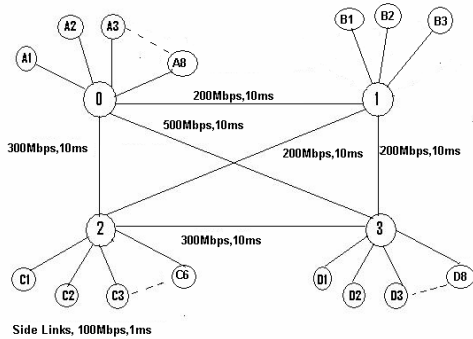 A1
A2
A3
A8
B1
B2
B3
0
200Mbps,10ms
1
500Mbps,10ms
300Mbps,10ms
200Mbps,10ms
200Mbps,10ms
2
300Mbps,10ms
3
C1
C2
C3
C6
D1
D2
D3
D8
Side Links, 100Mbps,1ms